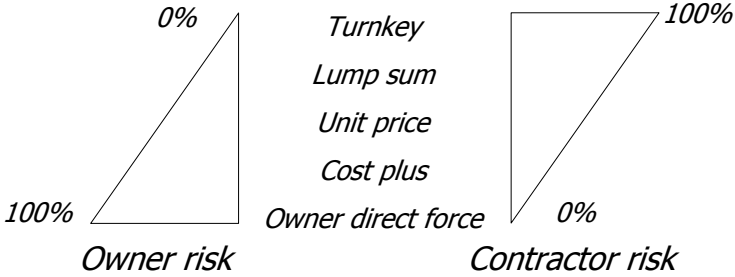 0%
Turnkey
100%
Lump sum
Unit price
Cost plus
100%
Owner direct force
0%
Owner risk
Contractor risk